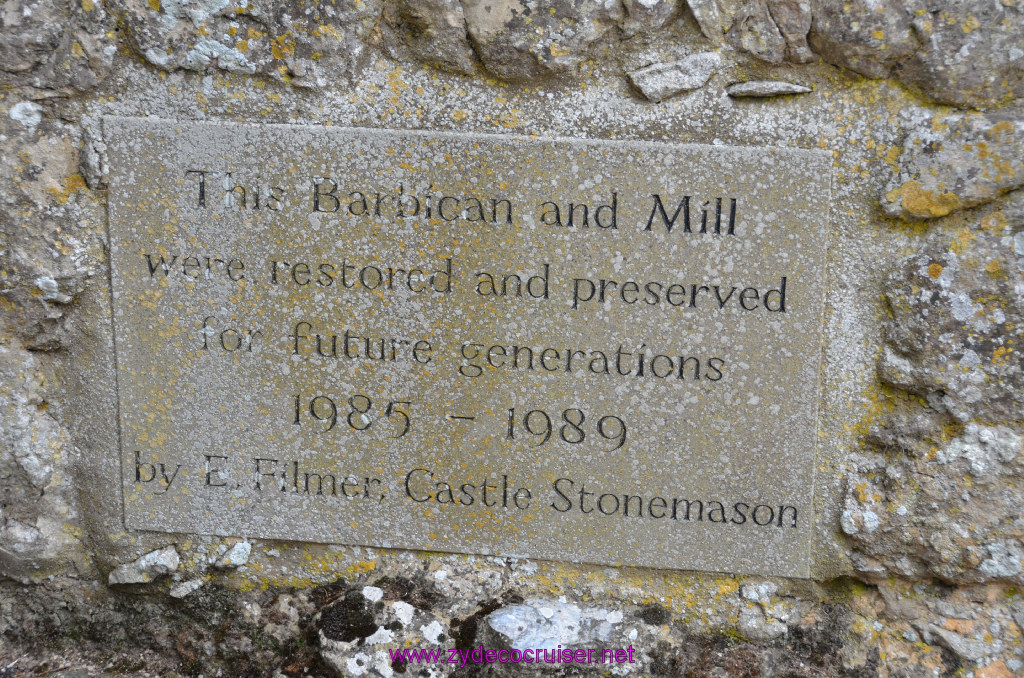 This Barbican and Mill
were restored and preserved
for future generations
1985 - 1989
by E. Filmer, Castle Stonemason
www.zydecocruiser.net